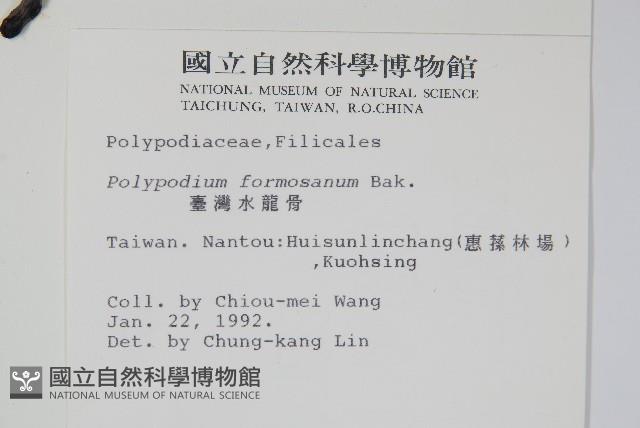 國立自然科學博物館
NATIONAL MUSEUM OF NATURAL SCIENCE
TAICHUNG, TAIWAN, R.O.CHINA
Polypodiaceae,Filicales
Polypodium formosanum Bak.
臺灣水龍骨
Taiwan. Nantou:Huisunlinchang(惠蓀林場)
,Kuohsing
Coll. by Chiou-mei Wang
Jan. 22, 1992.
Det. by Chung-kang Lin
國立自然科學博物館
NATIONAL MUSEUM OF NATURAL SCIENCE